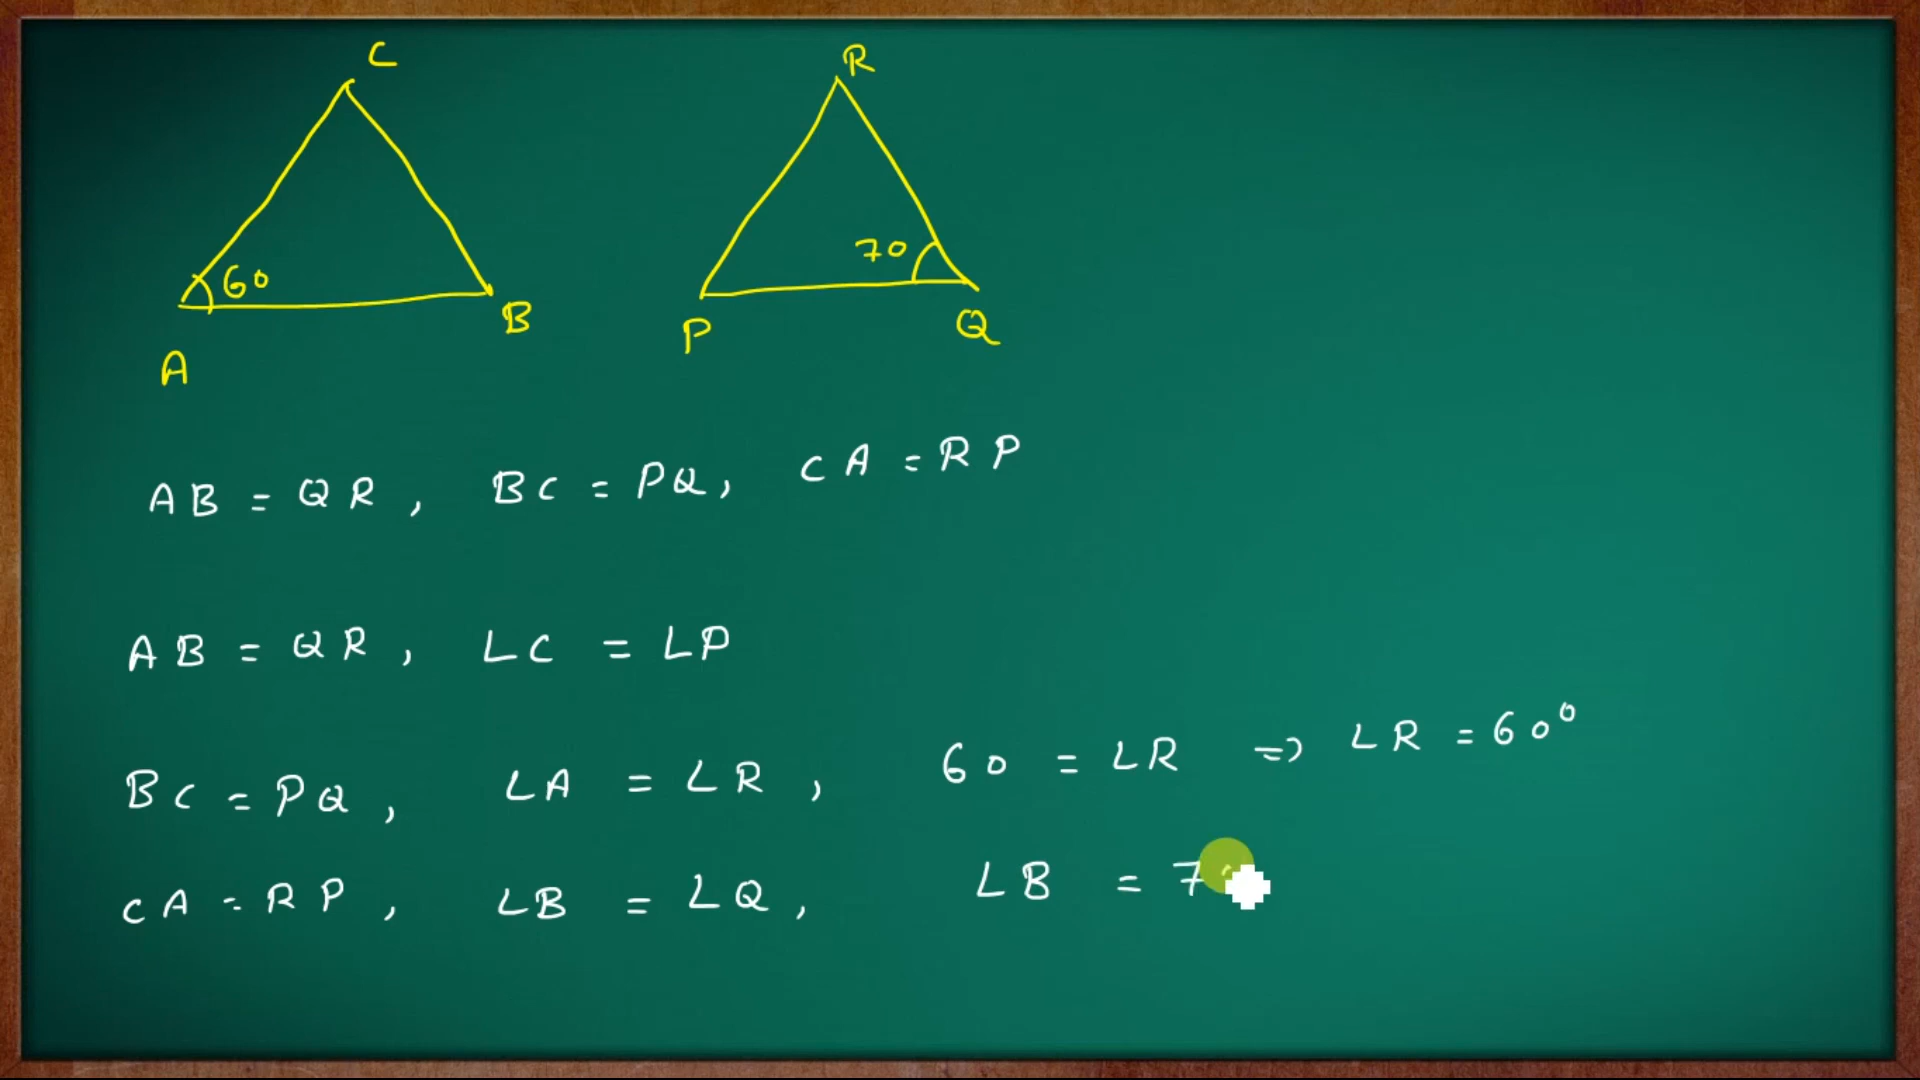 C
R
60
70
B
P
Q
A
AB = QR, BC = PQ, CA = RP
AB = QR, ∠C = ∠P
BC = PQ, ∠A = ∠R, 60 = ∠R => ∠R = 60°
CA = RP, ∠B = ∠Q, ∠B = 7